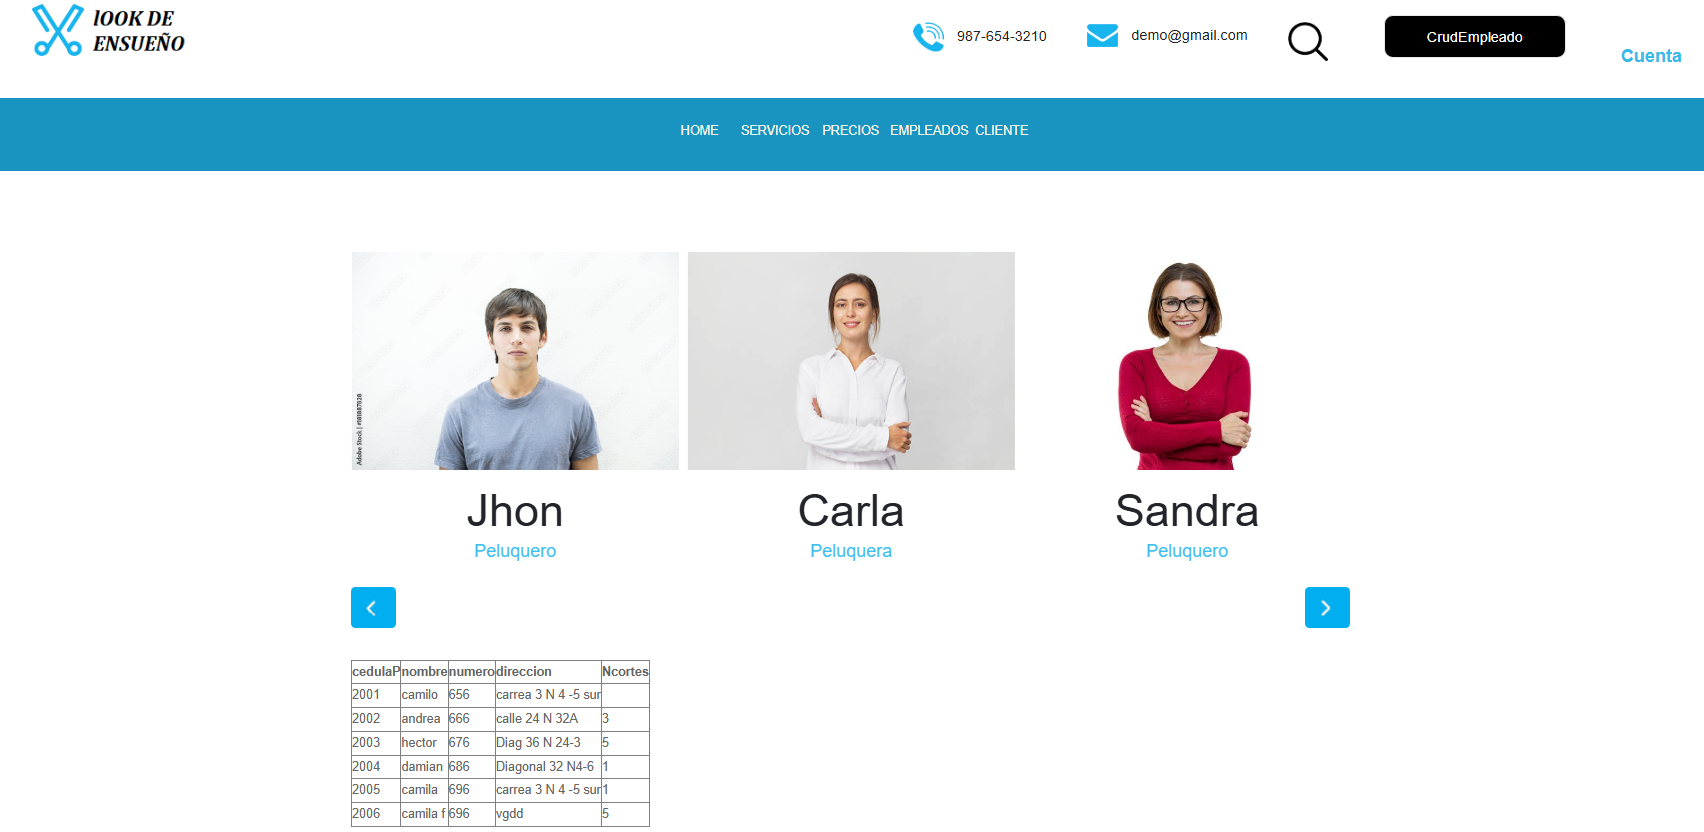 lOOK DE
ENSUEÑO
987-654-3210
demo@gmail.com
CrudEmpleado
Cuenta
HOME SERVICIOS PRECIOS EMPLEADOS CLIENTE
Adobe Stock | #881887828
Jhon
Carla
Sandra
Peluquero
Peluquera
Peluquero
cedulaP nombre numero direccion Ncortes
2001 camilo 656 carrea 3 N 4 -5 sur
2002 andrea 666 calle 24 N 32A 3
2003 hector 676 Diag 36 N 24-3 5
2004 damian 686 Diagonal 32 N4-6 1
2005 camila 696 carrea 3 N 4 -5 sur 1
2006 camila f 696 vgdd 5